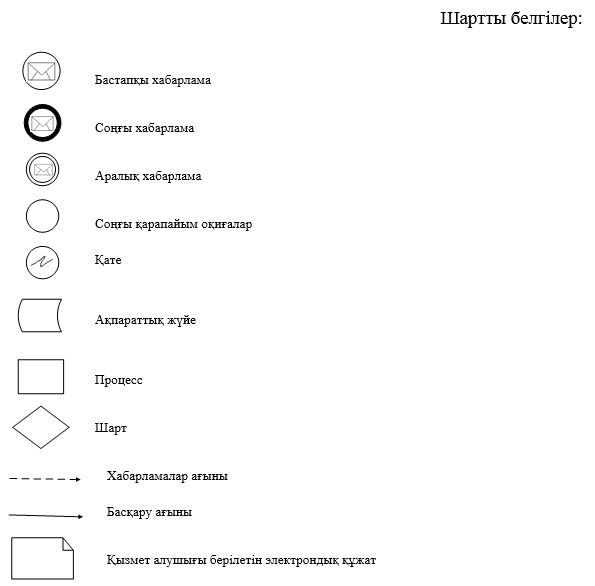 Шартты белгілер:
Бастапқы хабарлама
Соңғы хабарлама
Аралық хабарлама
Соңғы қарапайым оқиғалар
Қате
Ақпараттық жүйе
Процесс
Шарт
Хабарламалар ағыны
Басқару ағыны
Қызмет алушығы берілетін электрондық құжат